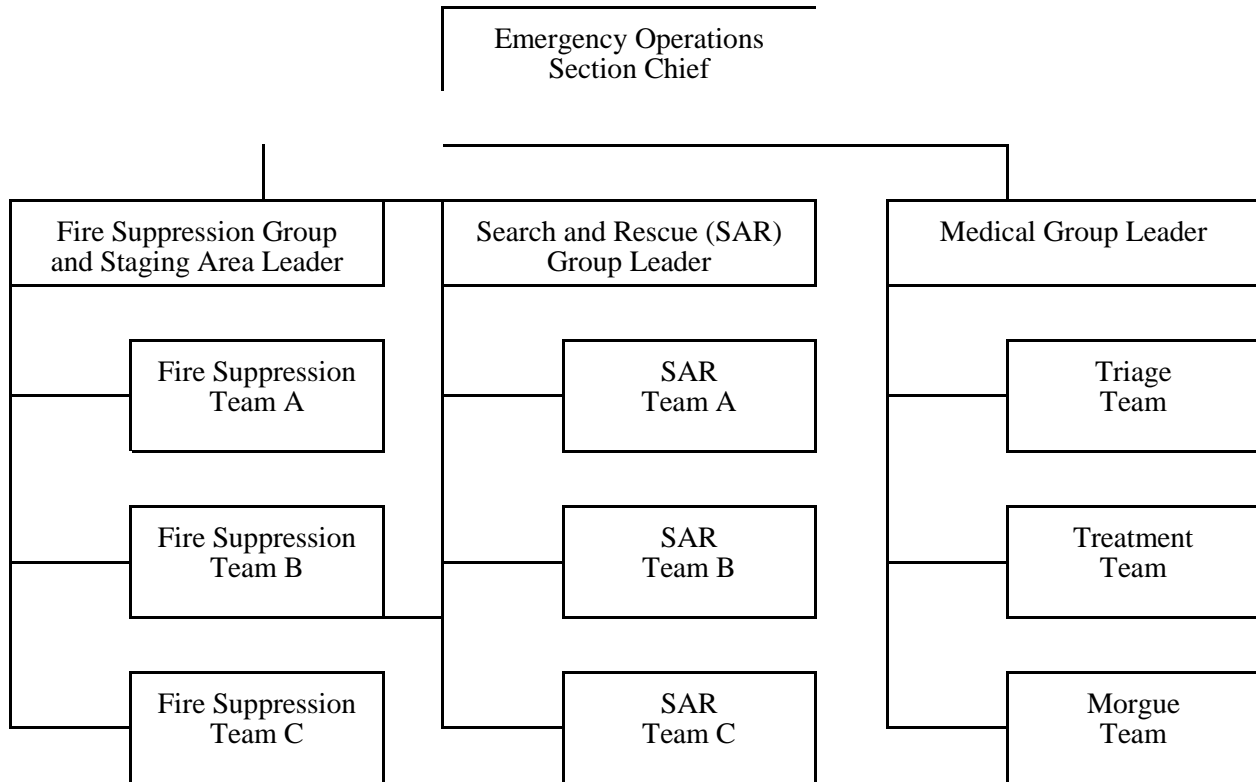 Emergency Operations
Section Chief
Fire Suppression Group
and Staging Area Leader
Search and Rescue (SAR)
Group Leader
Medical Group Leader
Fire Suppression
Team A
SAR
Team A
Triage
Team
Fire Suppression
Team B
SAR
Team B
Treatment
Team
Fire Suppression
Team C
SAR
Team C
Morgue
Team